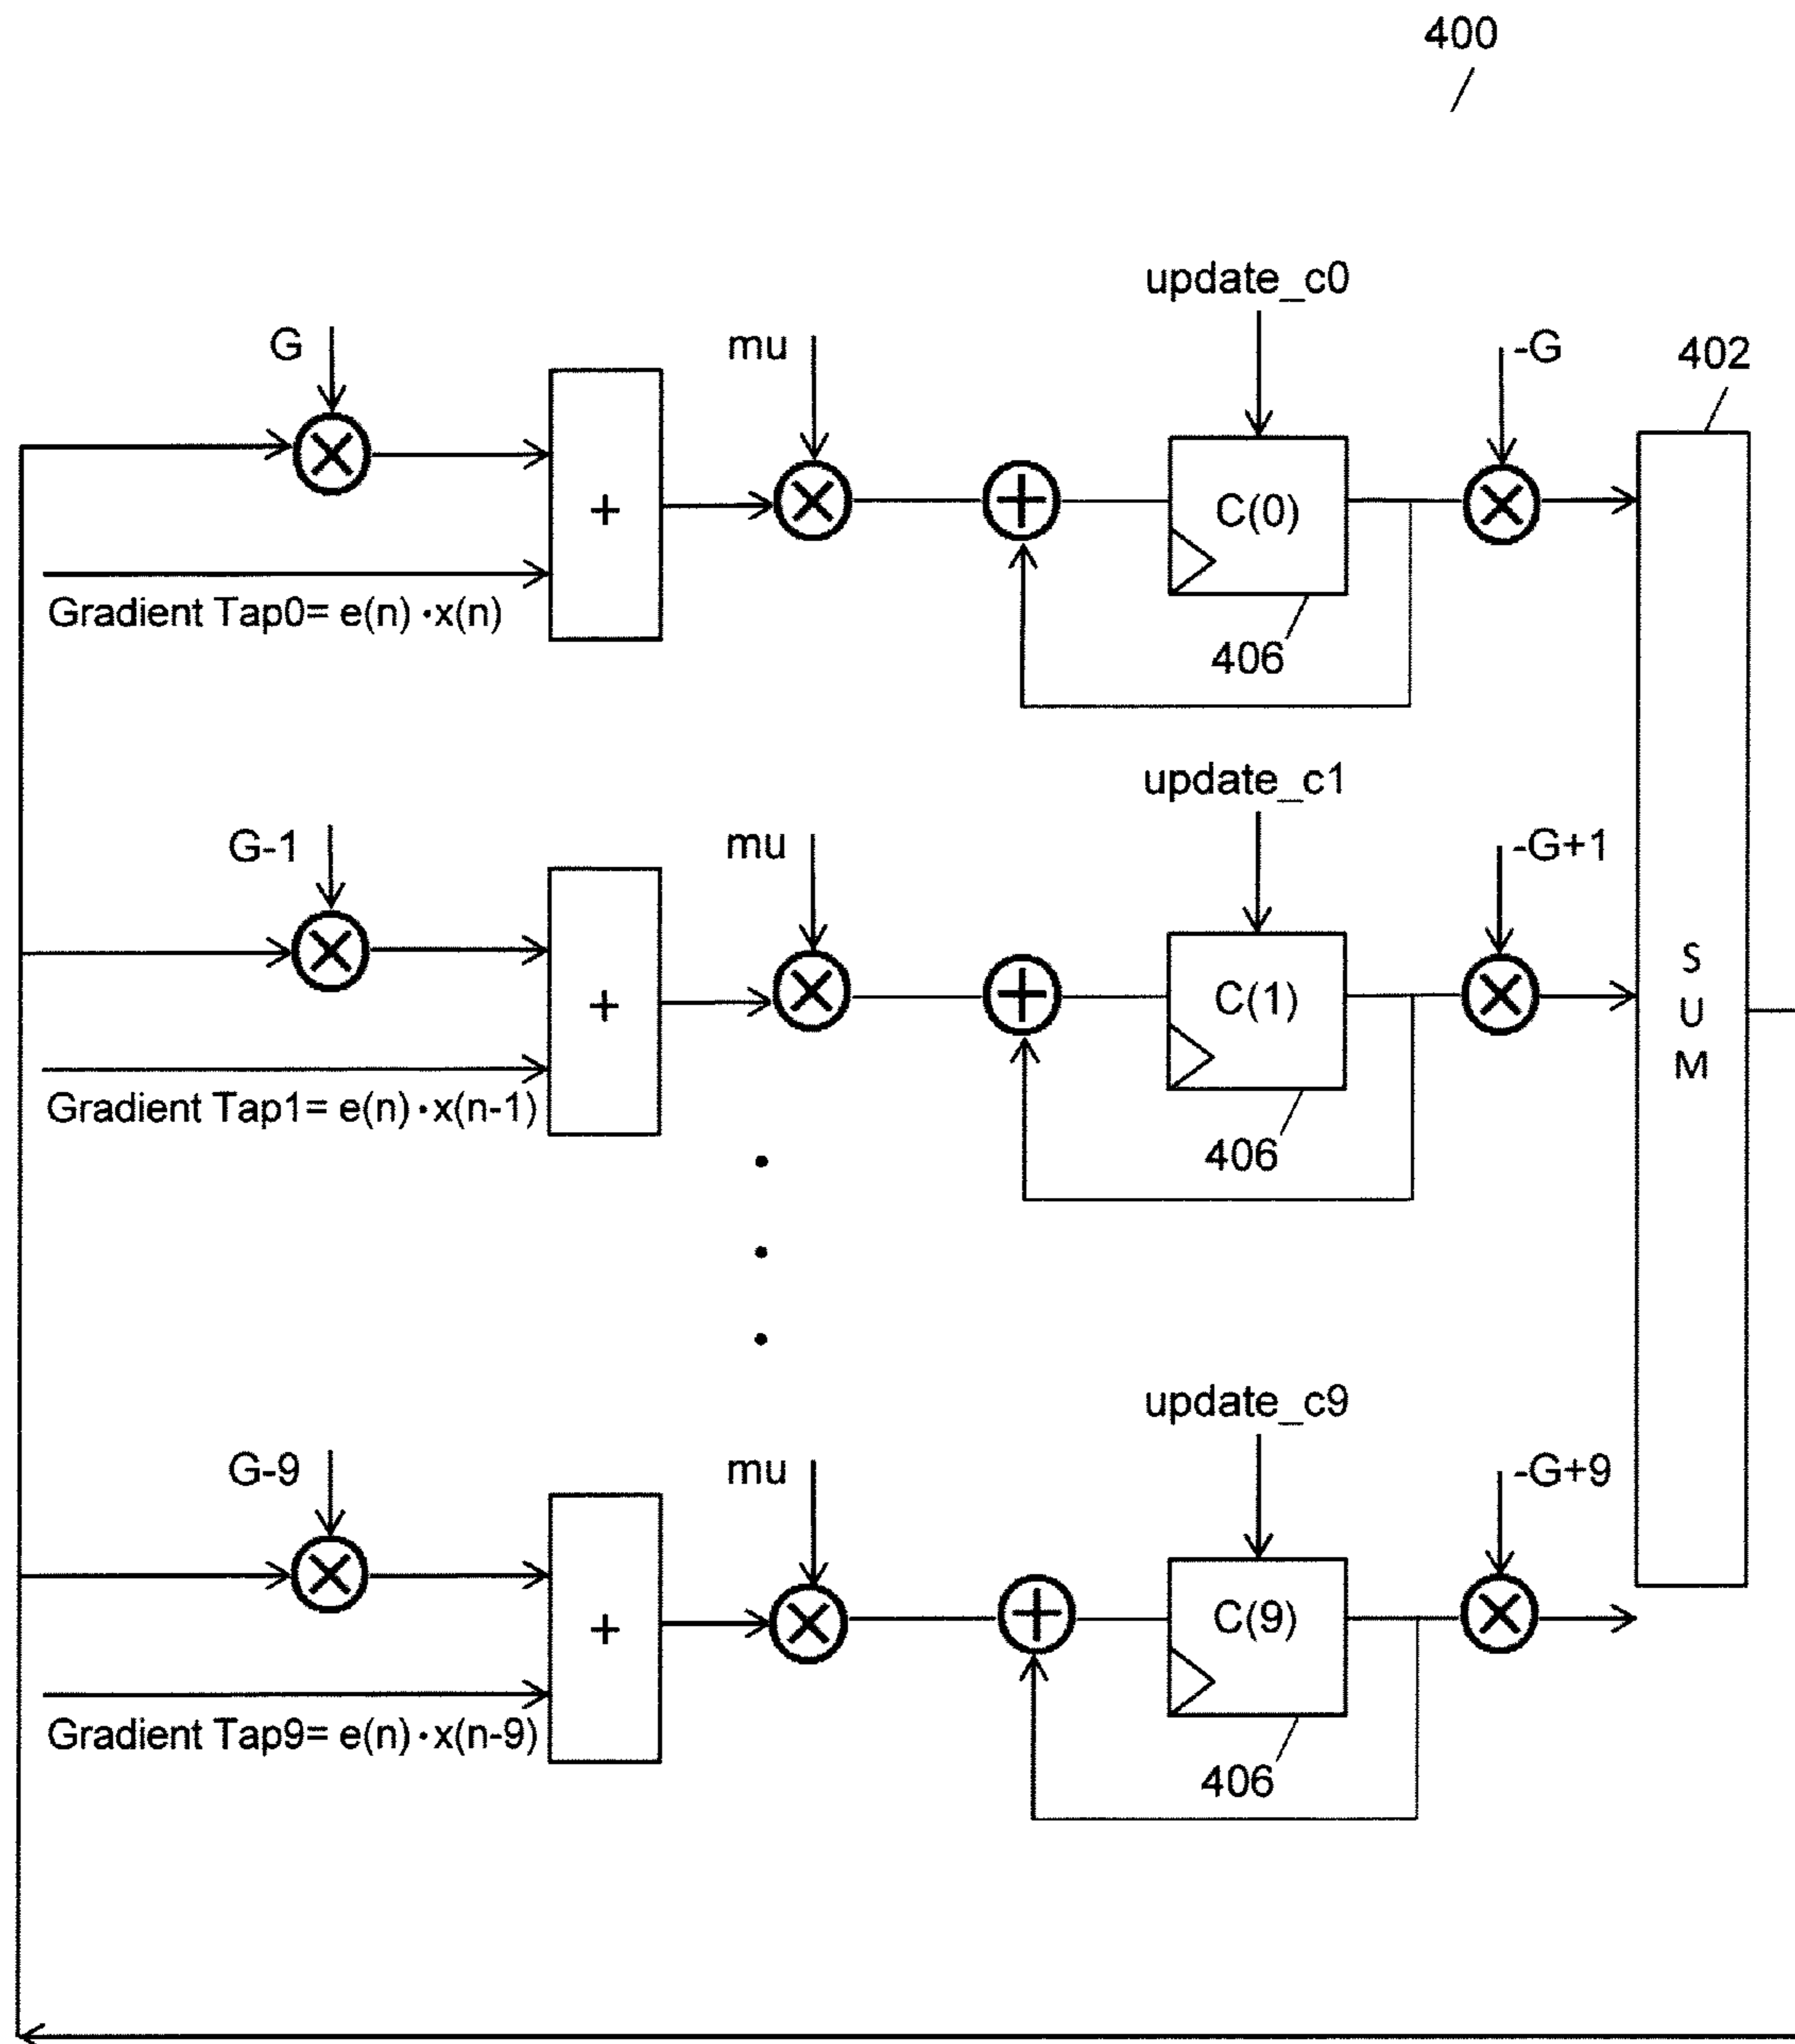 400
update_c0
G
mu
-G
402
+
C(0)
Gradient Tap0= e(n) ·x(n)
406
update_c1
G-1
mu
-G+1
+
C(1)
SUM
Gradient Tap1= e(n) ·x(n-1)
406
update_c9
G-9
mu
-G+9
+
C(9)
Gradient Tap9= e(n) ·x(n-9)
406